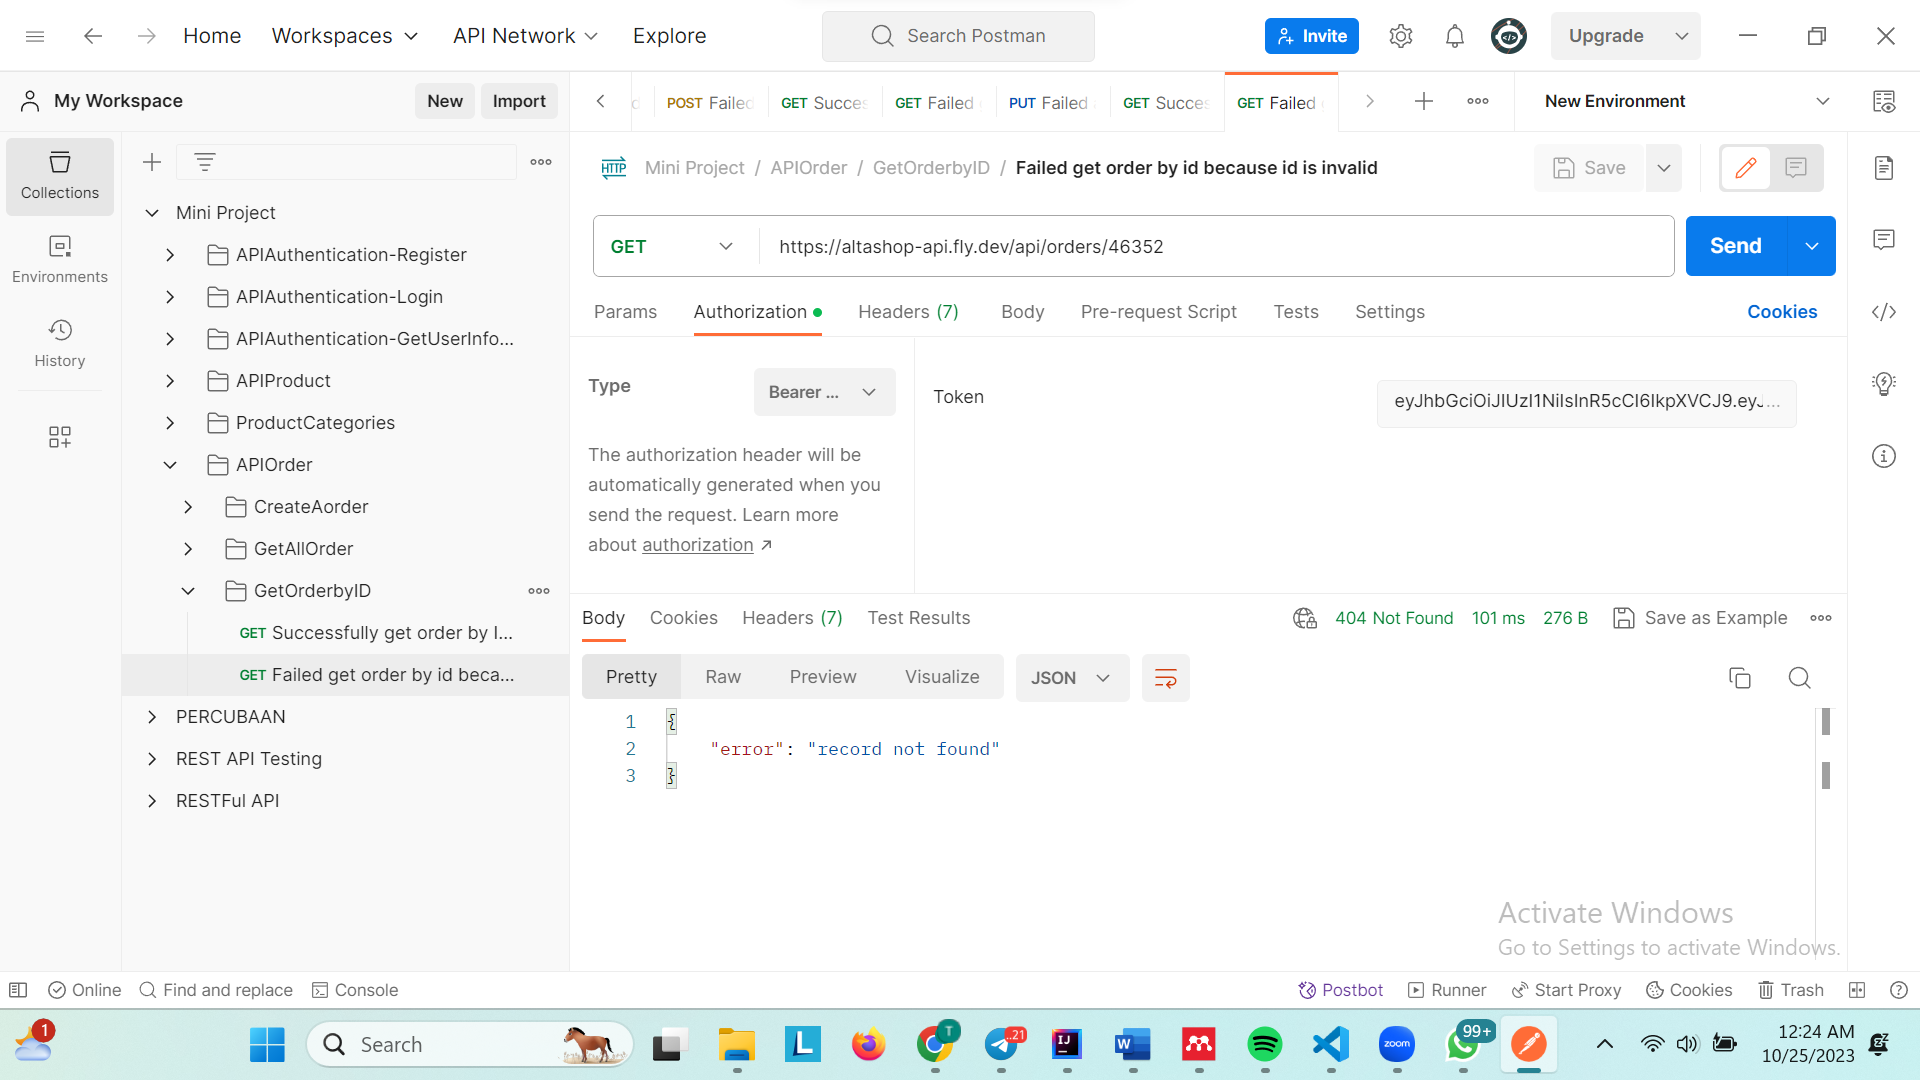 Home
Workspaces
API Network
Explore
Search Postman
Invite
Upgrade
My Workspace
New
Import
POST Failed
GET Succes
GET Failed
PUT Failed
GET Succes
GET Failed
New Environment
Collections
Environments
History
Mini Project
APIAuthentication-Register
APIAuthentication-Login
APIAuthentication-GetUserInfo...
APIProduct
ProductCategories
APIOrder
CreateAorder
GetAllOrder
GetOrderbyID
GET Successfully get order by I...
GET Failed get order by id beca...
PERCUBAAN
REST API Testing
RESTFul API
HTTP
Mini Project / APIOrder / GetOrderbyID / Failed get order by id because id is invalid
Save
GET
https://altashop-api.fly.dev/api/orders/46352
Send
Params
Authorization
Headers (7)
Body
Pre-request Script
Tests
Settings
Cookies
Type
Bearer ...
The authorization header will be
automatically generated when you
send the request. Learn more
about authorization ↗
Token
Body
Cookies
Headers (7)
Test Results
404 Not Found
101 ms
276 B
Save as Example
Pretty
Raw
Preview
Visualize
JSON
1 {
2 "error": "record not found"
3 }
Activate Windows
Go to Settings to activate Windows.
Online
Find and replace
Console
Postbot
Runner
Start Proxy
Cookies
Trash
1
Search
L
T
..21
IJ
W
zoom
99+
12:24 AM
10/25/2023